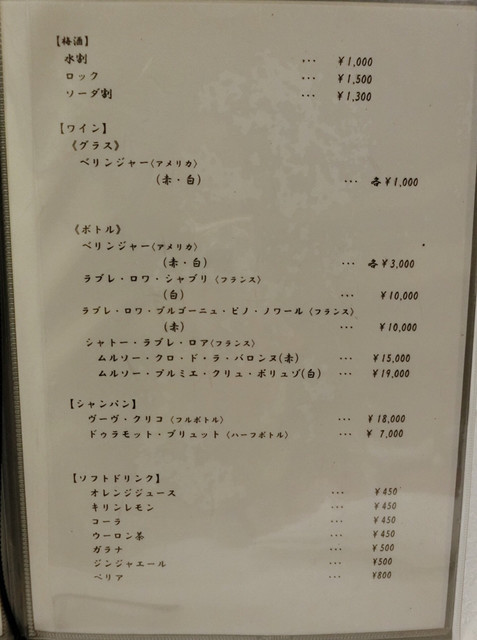 【梅酒】
水割 … ¥1,000
ロック … ¥1,500
ソーダ割 … ¥1,300
【ワイン】
《グラス》
ベリンジャー(アメリカ)
(赤・白) … 各¥1,000
《ボトル》
ベリンジャー(アメリカ)
(赤・白) … 各¥3,000
ラブレ・ロワ・シャブリ (フランス)
(白) … ¥10,000
ラブレ・ロワ・ブルゴーニュ・ピノ・ノワール (フランス)
(赤) … ¥10,000
シャトー・ラブレ・ロア(フランス)
ムルソー・クロ・ド・ラ・バロンヌ(赤) … ¥15,000
ムルソー・プルミエ・クリュ・ポリュゾ(白) … ¥19,000
【シャンパン】
ヴーヴ・クリコ (フルボトル) … ¥18,000
ドゥラモット・ブリュット (ハーフボトル) … ¥ 7,000
【ソフトドリンク】
オレンジジュース … ¥450
キリンレモン … ¥450
コーラ … ¥450
ウーロン茶 … ¥450
ガラナ … ¥500
ジンジャエール … ¥500
ペリア … ¥800